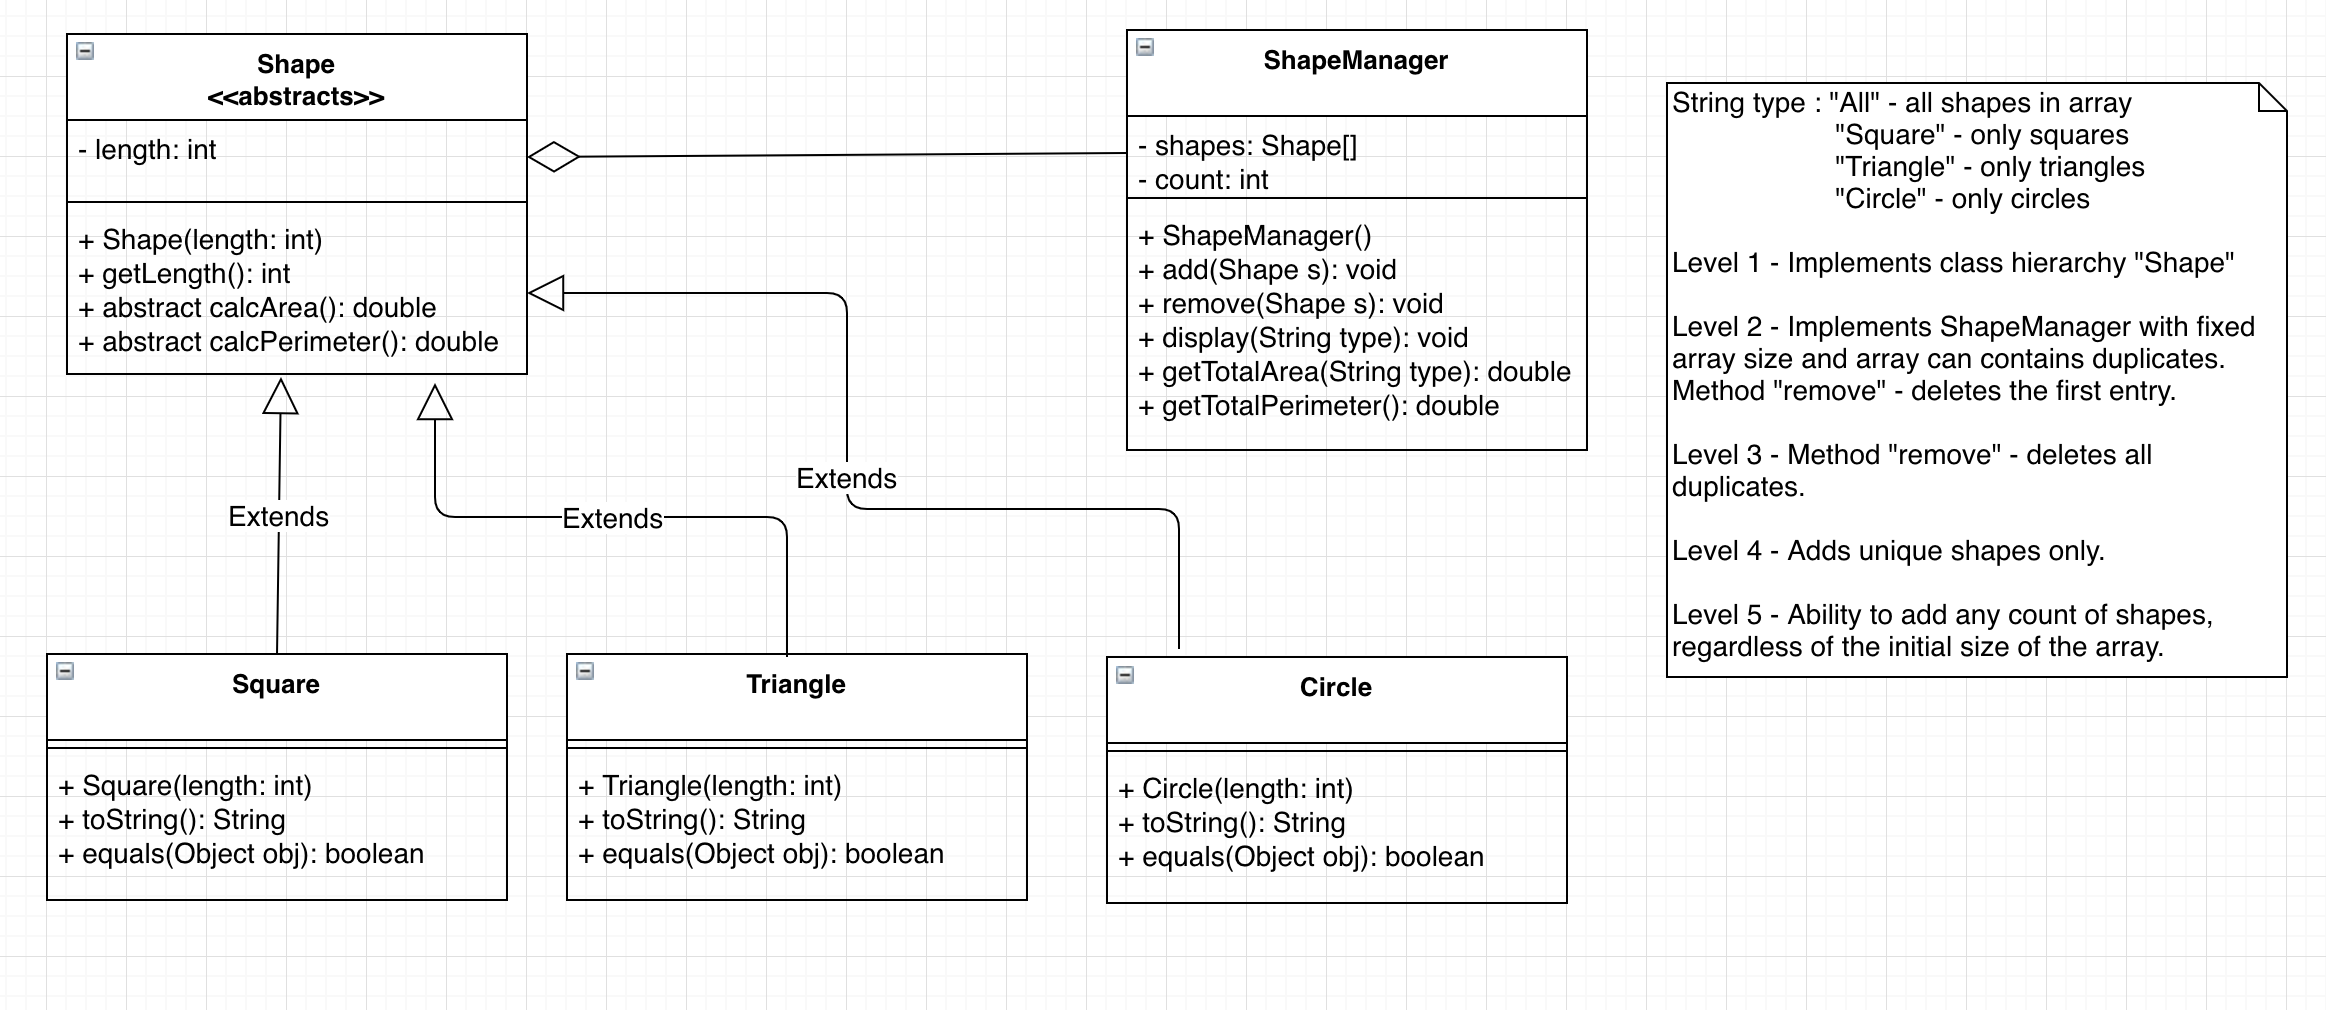 Shape
<<abstracts>>
- length: int
+ Shape(length: int)
+ getLength(): int
+ abstract calcArea(): double
+ abstract calcPerimeter(): double
ShapeManager
- shapes: Shape[]
- count: int
+ ShapeManager()
+ add(Shape s): void
+ remove(Shape s): void
+ display(String type): void
+ getTotalArea(String type): double
+ getTotalPerimeter(): double
String type : "All" - all shapes in array
"Square" - only squares
"Triangle" - only triangles
"Circle" - only circles
Level 1 - Implements class hierarchy "Shape"
Level 2 - Implements ShapeManager with fixed
array size and array can contains duplicates.
Method "remove" - deletes the first entry.
Level 3 - Method "remove" - deletes all
duplicates.
Level 4 - Adds unique shapes only.
Level 5 - Ability to add any count of shapes,
regardless of the initial size of the array.
Extends
Extends
Extends
Square
+ Square(length: int)
+ toString(): String
+ equals(Object obj): boolean
Triangle
+ Triangle(length: int)
+ toString(): String
+ equals(Object obj): boolean
Circle
+ Circle(length: int)
+ toString(): String
+ equals(Object obj): boolean